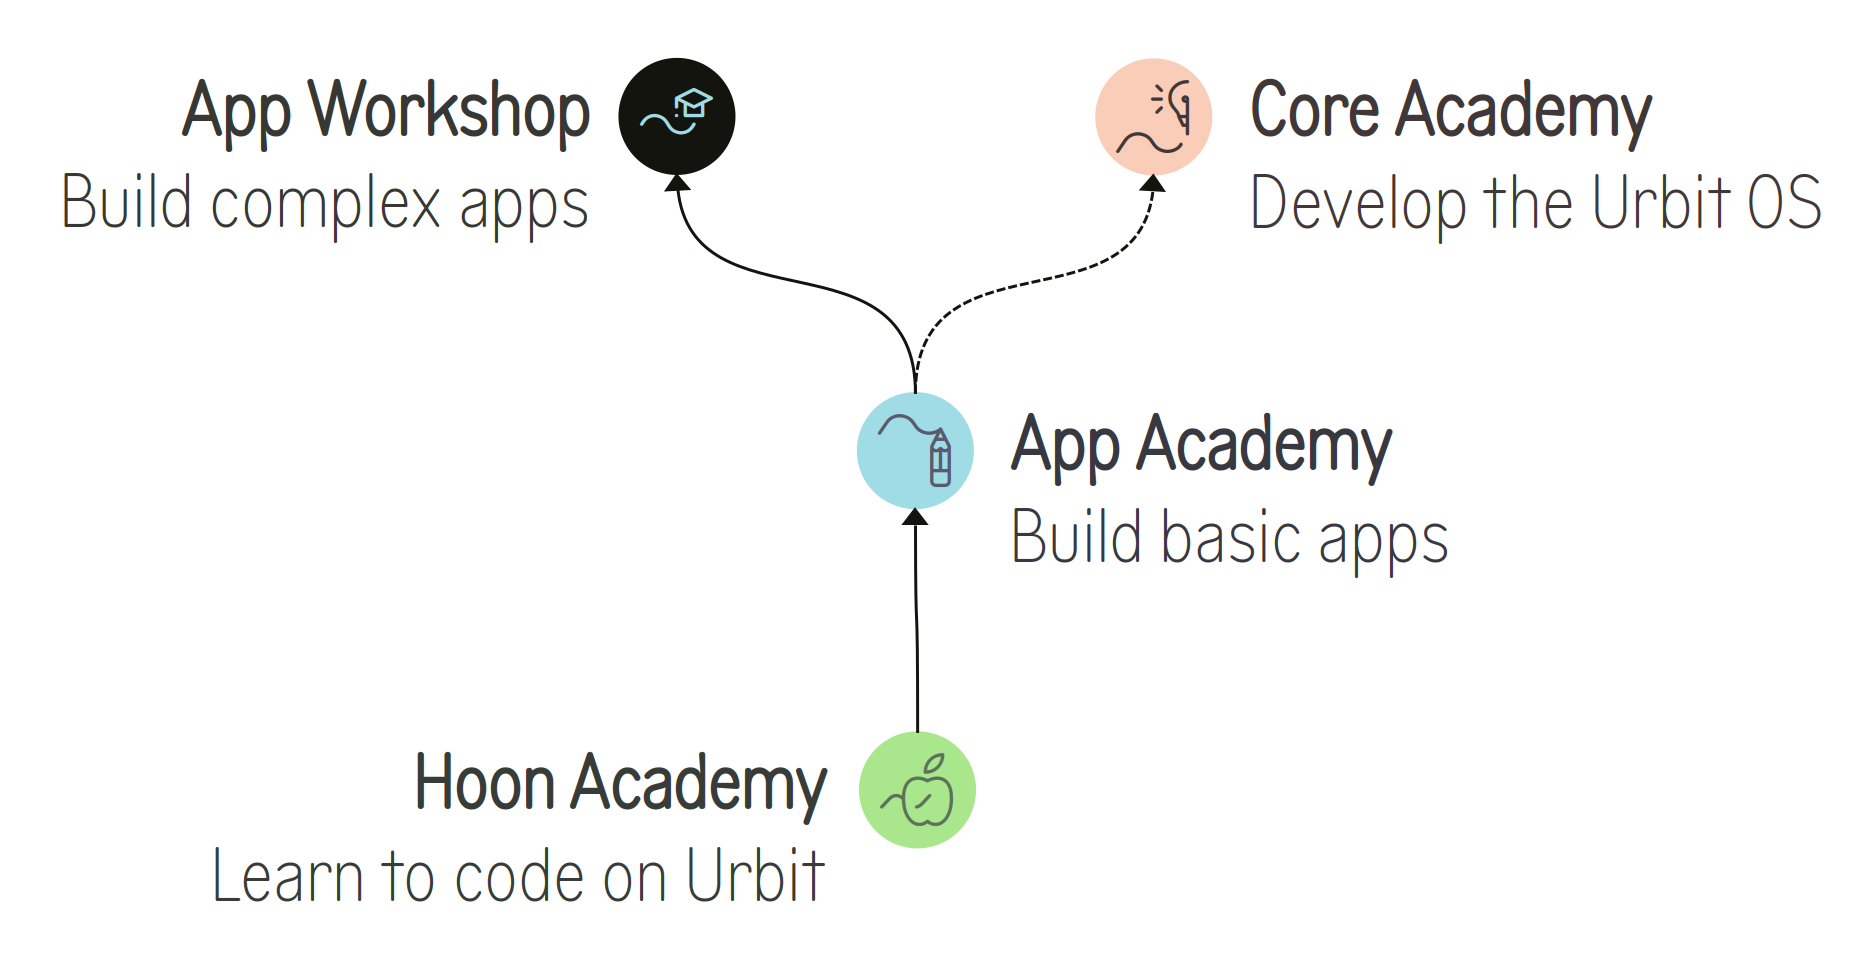 App Workshop
Build complex apps
Core Academy
Develop the Urbit OS
App Academy
Build basic apps
Hoon Academy
Learn to code on Urbit